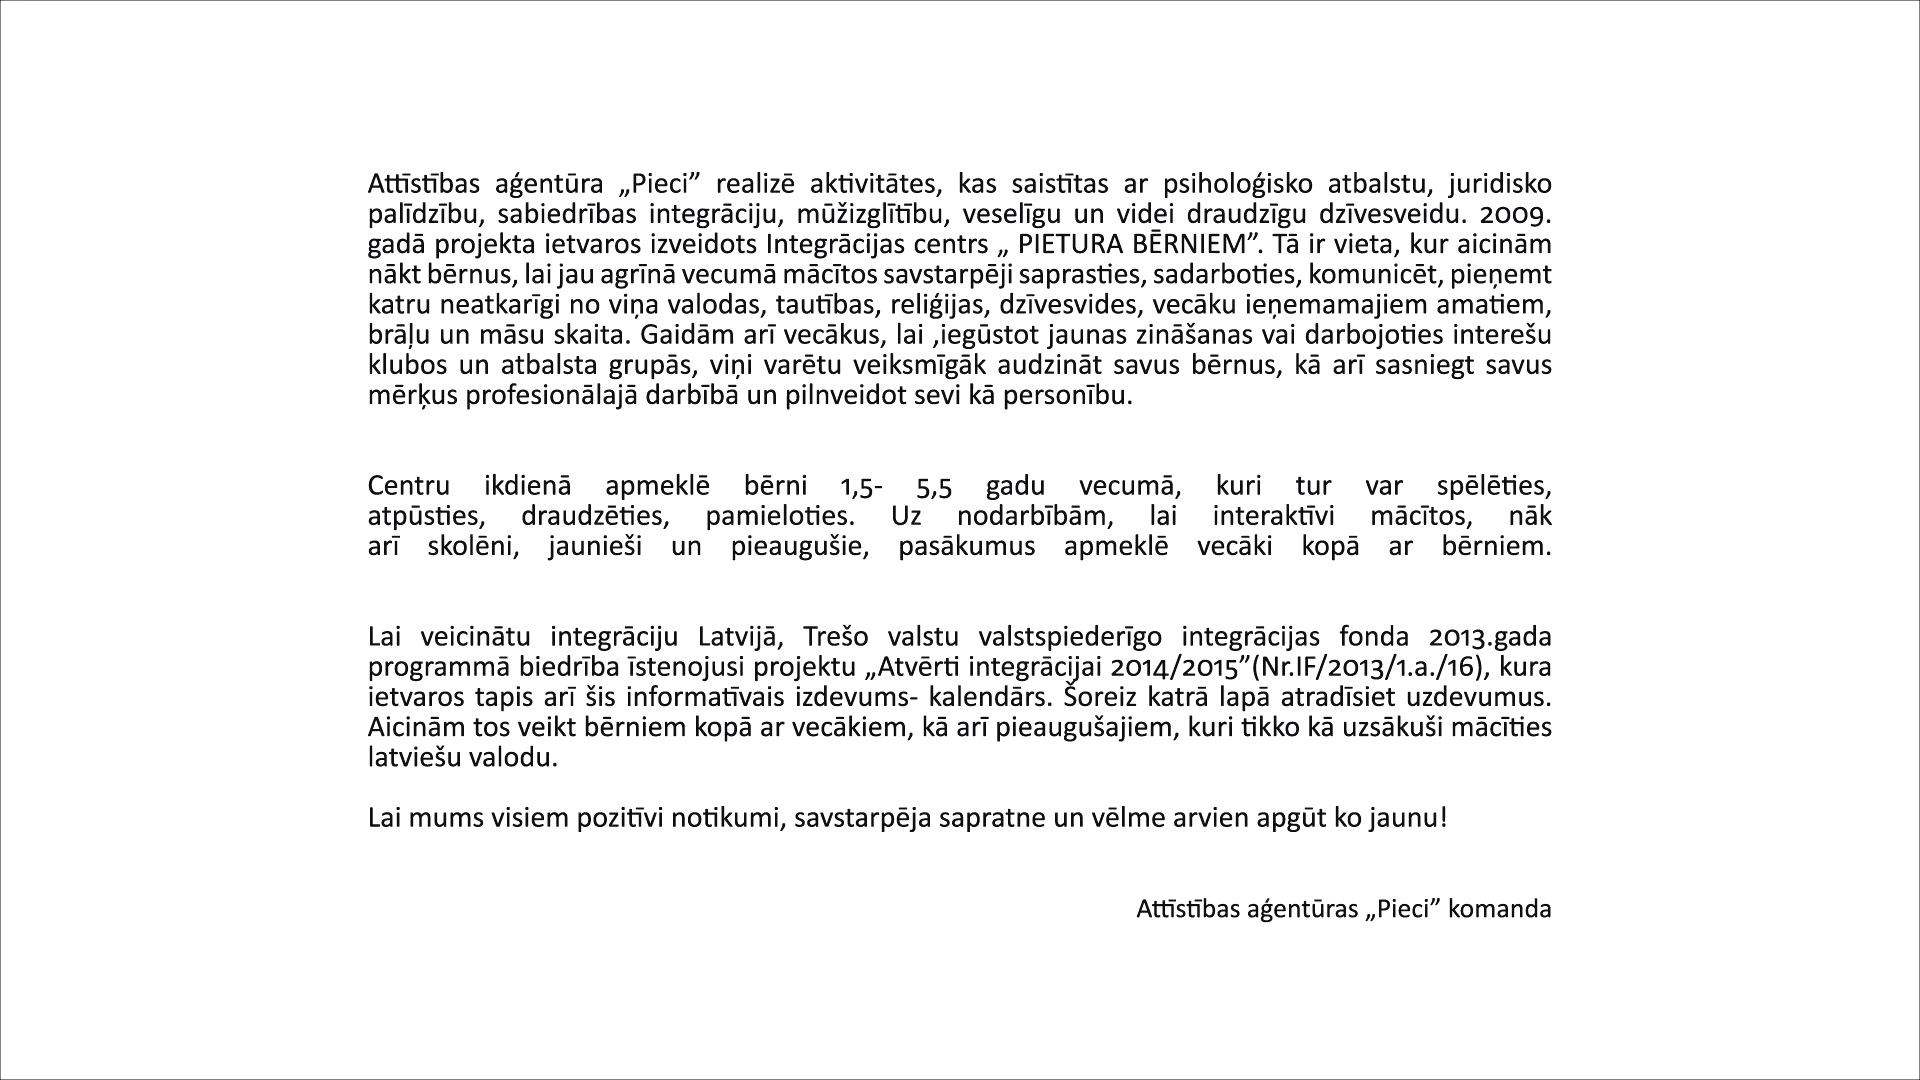 Attīstības aģentūra „Pieci” realizē aktivitātes, kas saistītas ar psiholoģisko atbalstu, juridisko
palīdzību, sabiedrības integrāciju, mūžizglītību, veselīgu un videi draudzīgu dzīvesveidu. 2009.
gadā projekta ietvaros izveidots Integrācijas centrs „ PIETURA BĒRNIEM”. Tā ir vieta, kur aicinām
nākt bērnus, lai jau agrīnā vecumā mācītos savstarpēji saprasties, sadarboties, komunicēt, pieņemt
katru neatkarīgi no viņa valodas, tautības, reliģijas, dzīvesvides, vecāku ieņemamajiem amatiem,
brāļu un māsu skaita. Gaidām arī vecākus, lai ,iegūstot jaunas zināšanas vai darbojoties interešu
klubos un atbalsta grupās, viņi varētu veiksmīgāk audzināt savus bērnus, kā arī sasniegt savus
mērķus profesionālajā darbībā un pilnveidot sevi kā personību.
Centru ikdienā apmeklē bērni 1,5- 5,5 gadu vecumā, kuri tur var spēlēties,
atpūsties, draudzēties, pamieloties. Uz nodarbībām, lai interaktīvi mācītos, nāk
arī skolēni, jaunieši un pieaugušie, pasākumus apmeklē vecāki kopā ar bērniem.
Lai veicinātu integrāciju Latvijā, Trešo valstu valstspiederīgo integrācijas fonda 2013.gada
programmā biedrība īstenojusi projektu „Atvērti integrācijai 2014/2015”(Nr.IF/2013/1.a./16), kura
ietvaros tapis arī šis informatīvais izdevums- kalendārs. Šoreiz katrā lapā atradīsiet uzdevumus.
Aicinām tos veikt bērniem kopā ar vecākiem, kā arī pieaugušajiem, kuri tikko kā uzsākuši mācīties
latviešu valodu.
Lai mums visiem pozitīvi notikumi, savstarpēja sapratne un vēlme arvien apgūt ko jaunu!
Attīstības aģentūras „Pieci” komanda